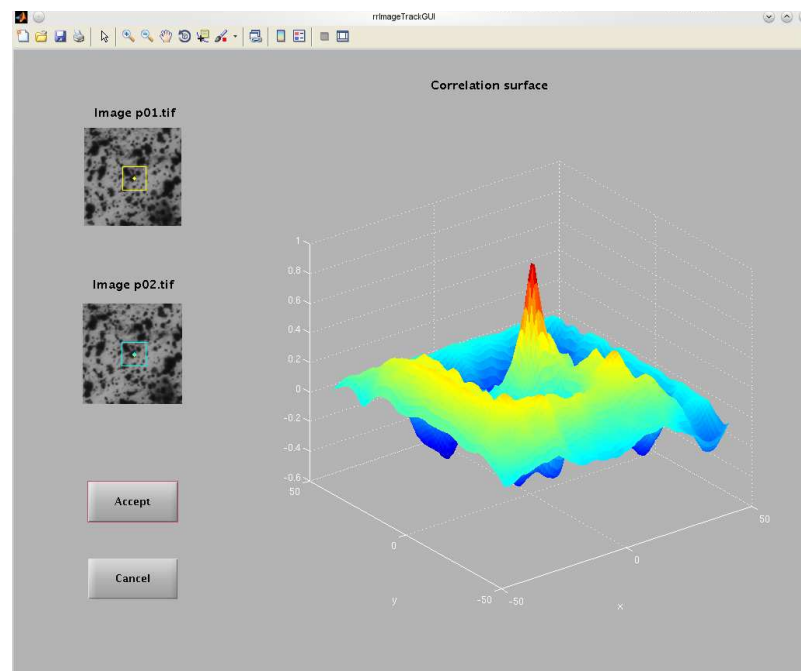 rrImageTrackGUI
Correlation surface
Image p01.tif
Image p02.tif
Accept
Cancel
1
0.8
0.6
0.4
0.2
0
-0.2
-0.4
-0.6
50
0
-50
y
-50
0
50
x